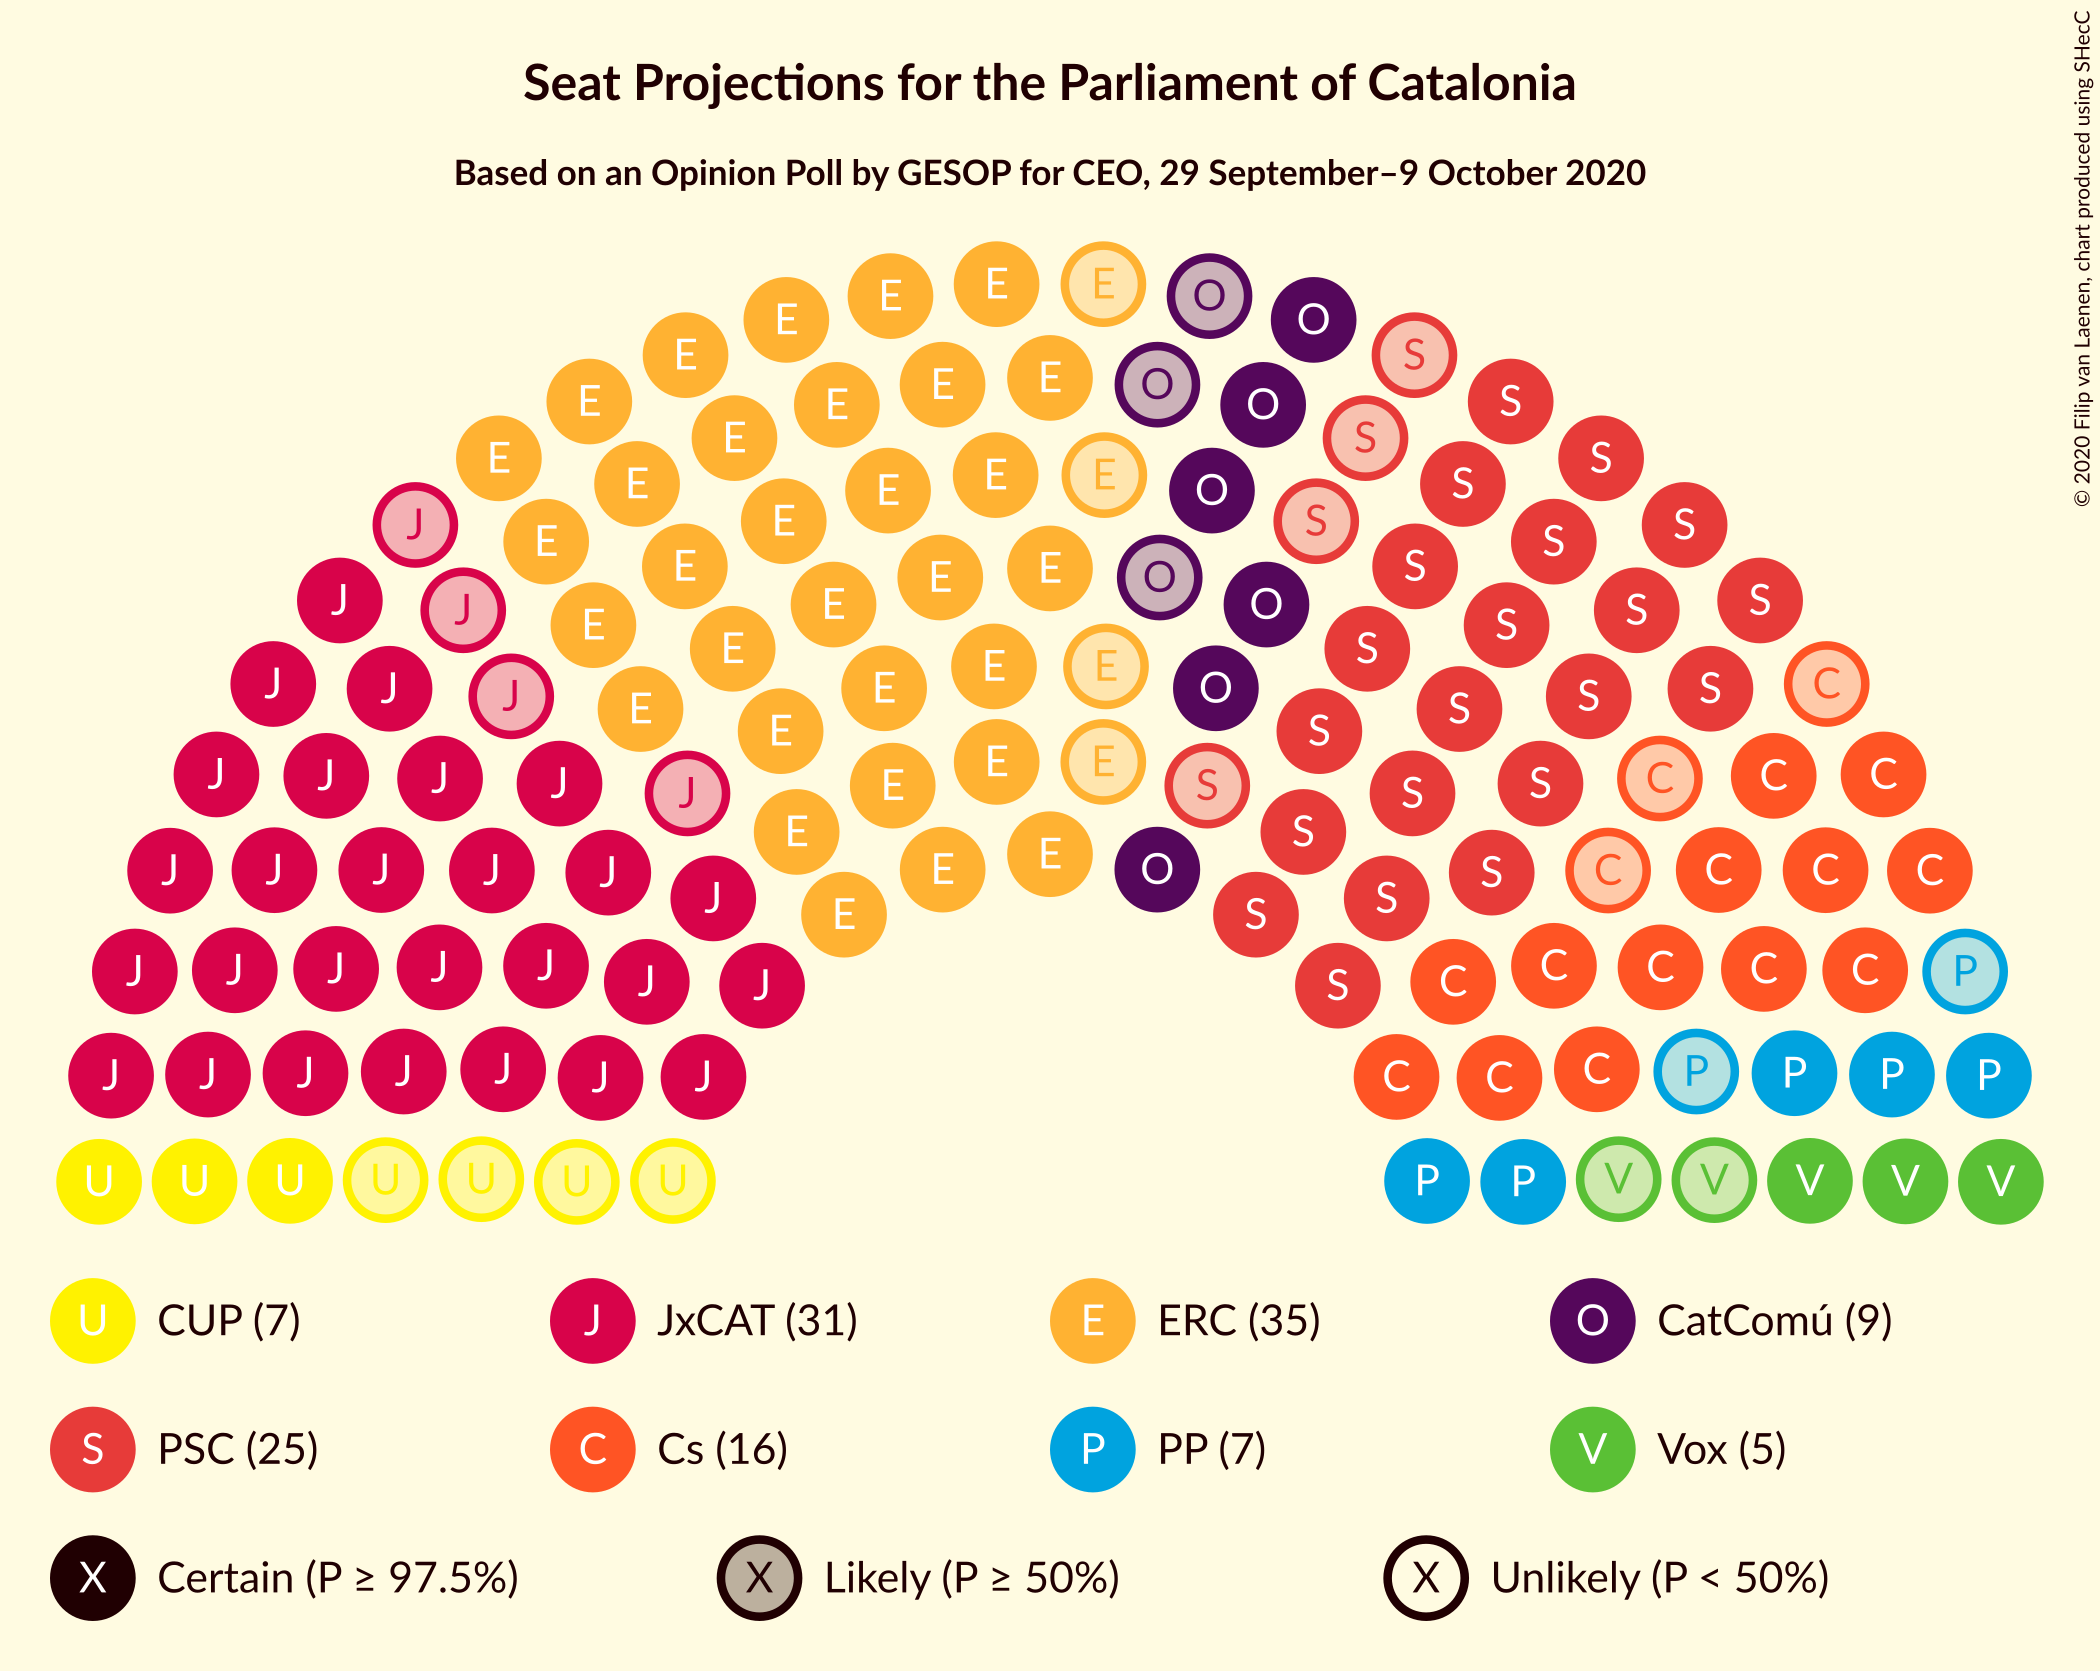 Seat Projections for the Parliament of Catalonia
Based on an Opinion Poll by GESOP for CEO, 29 September–9 October 2020
© 2020 Filip van Laenen, chart produced using SHecC
E E E O O
E E E E O O S S
E E E E S S
J E E E E O S S S
J J E E E E O O S S S S
J J J E E E E O S S S S C
J J J J J E E E S S S S C C C
J J J J J J E E E O S S S C C C C
J J J J J J J S C C C C C P
J J J J J J J C C C P P P P
U U U U U U U P P V V V V V
U CUP (7)
J JxCAT (31)
E ERC (35)
O CatComú (9)
S PSC (25)
C Cs (16)
P PP (7)
V Vox (5)
X Certain (P ≥ 97.5%)
X Likely (P ≥ 50%)
X Unlikely (P < 50%)